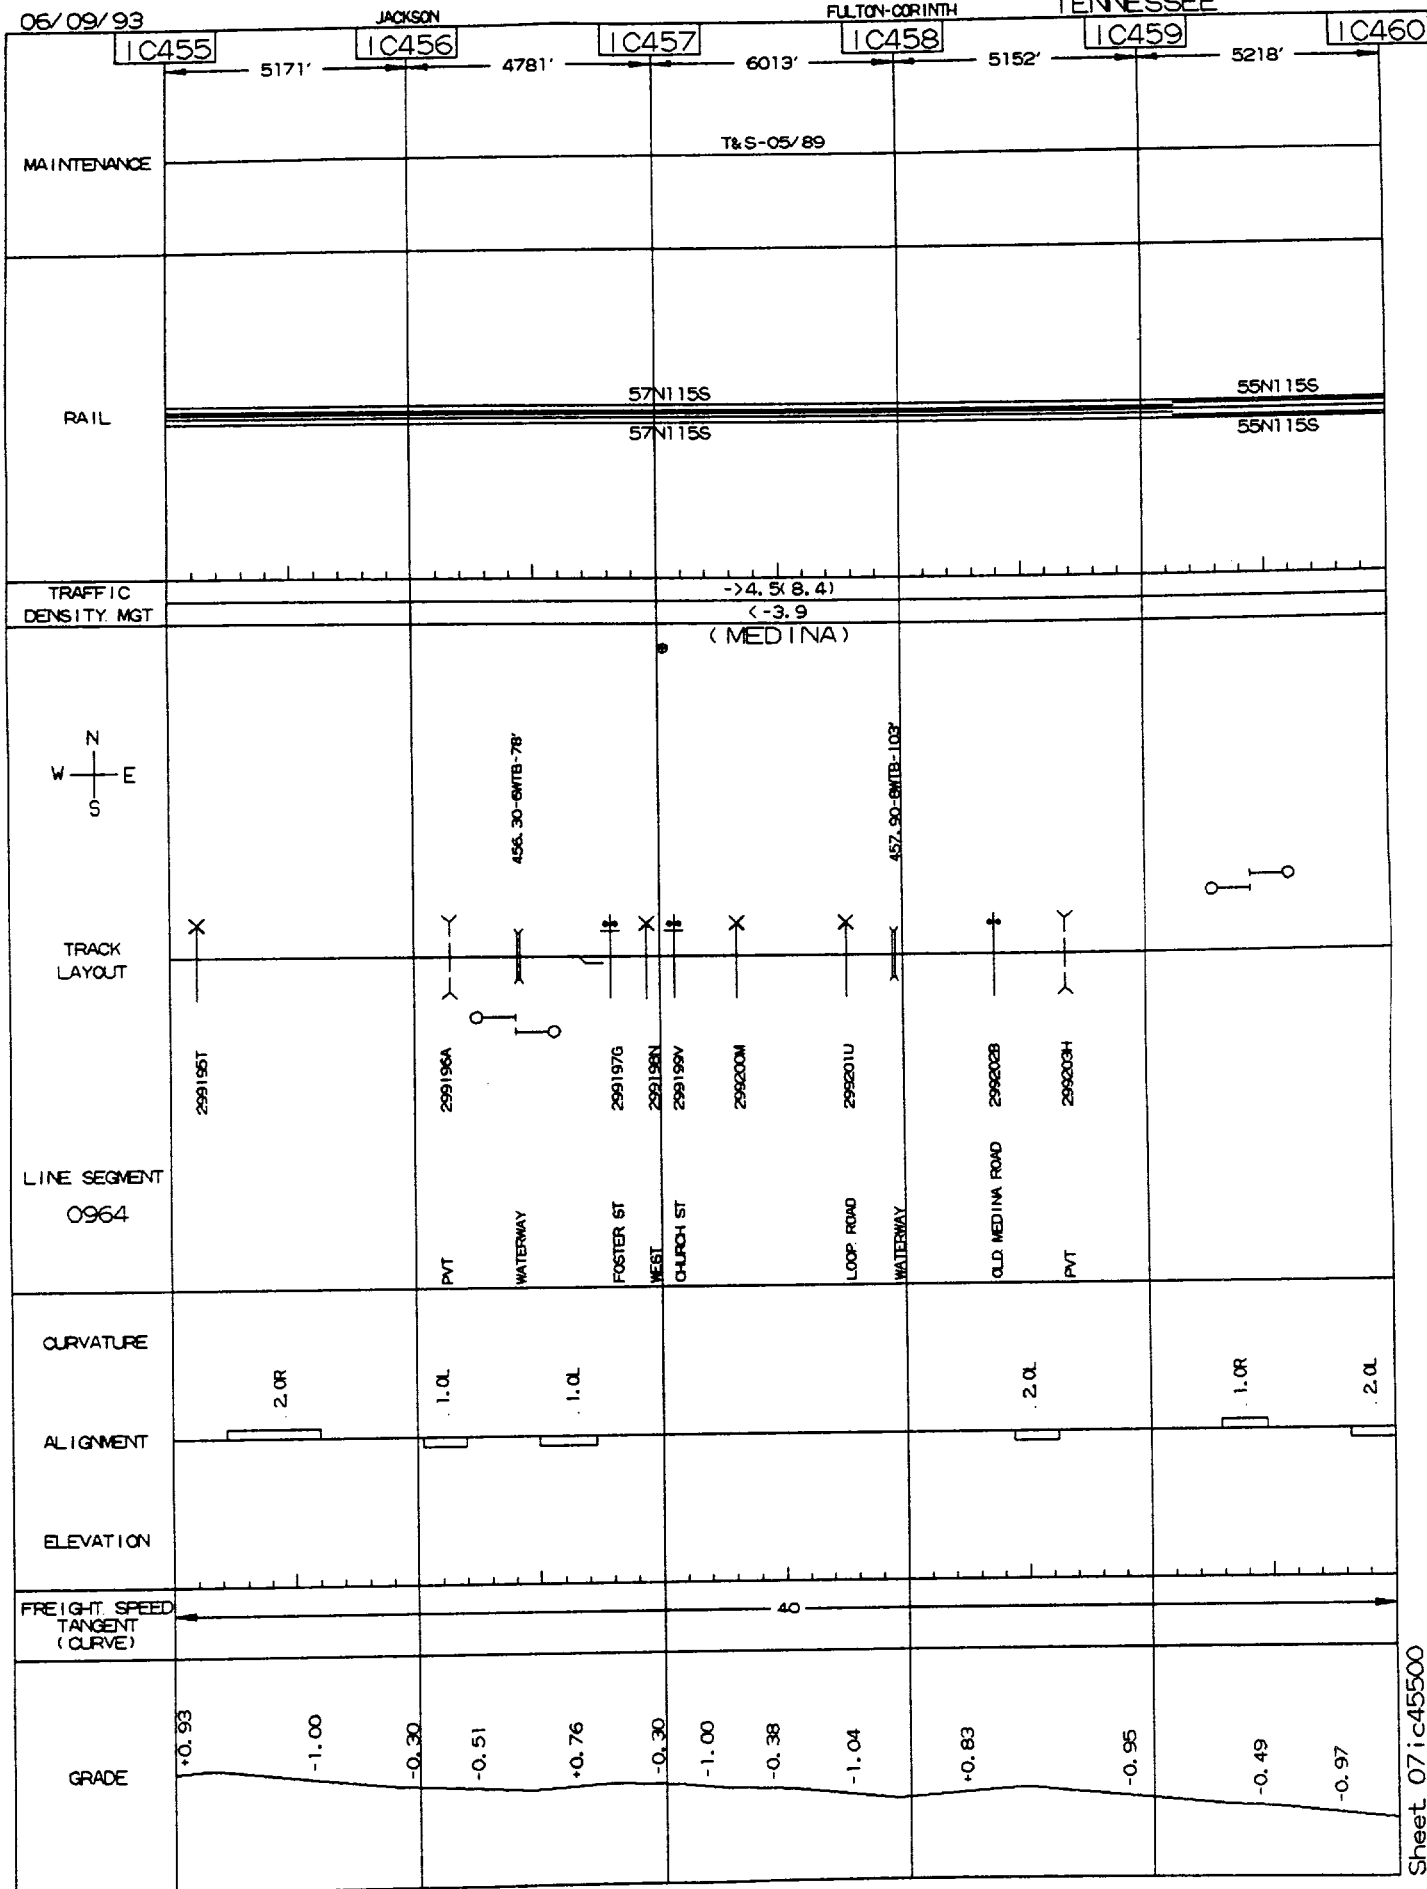 06/09/93 JACKSON FULTON-CORINTH TENNESSEE
IC455 IC456 IC457 IC458 IC459 IC460
5171' 4781' 6013' 5152' 5218'
MAINTENANCE
T&S-05/89
RAIL
57N115S 55N115S
57N115S 55N115S
TRAFFIC
DENSITY MGT
->4.5(8.4)
<-3.9
(MEDINA)
N
W E
S
456.30-6WTB-78'
457.90-8WTB-103'
TRACK
LAYOUT
299195T
299196A
299197G
299198N
299199V
299200M
299201U
299202B
299203H
LINE SEGMENT
0964
PVT
WATERWAY
FOSTER ST
WEST
CHURCH ST
LOOP ROAD
WATERWAY
OLD MEDINA ROAD
PVT
CURVATURE
2.0R
1.0L
1.0L
2.0L
1.0R
2.0L
ALIGNMENT
ELEVATION
FREIGHT SPEED
TANGENT
(CURVE)
40
GRADE
+0.93
-1.00
-0.30
-0.51
+0.76
-0.30
-1.00
-0.38
-1.04
+0.83
-0.95
-0.49
-0.97
Sheet 07ic45500